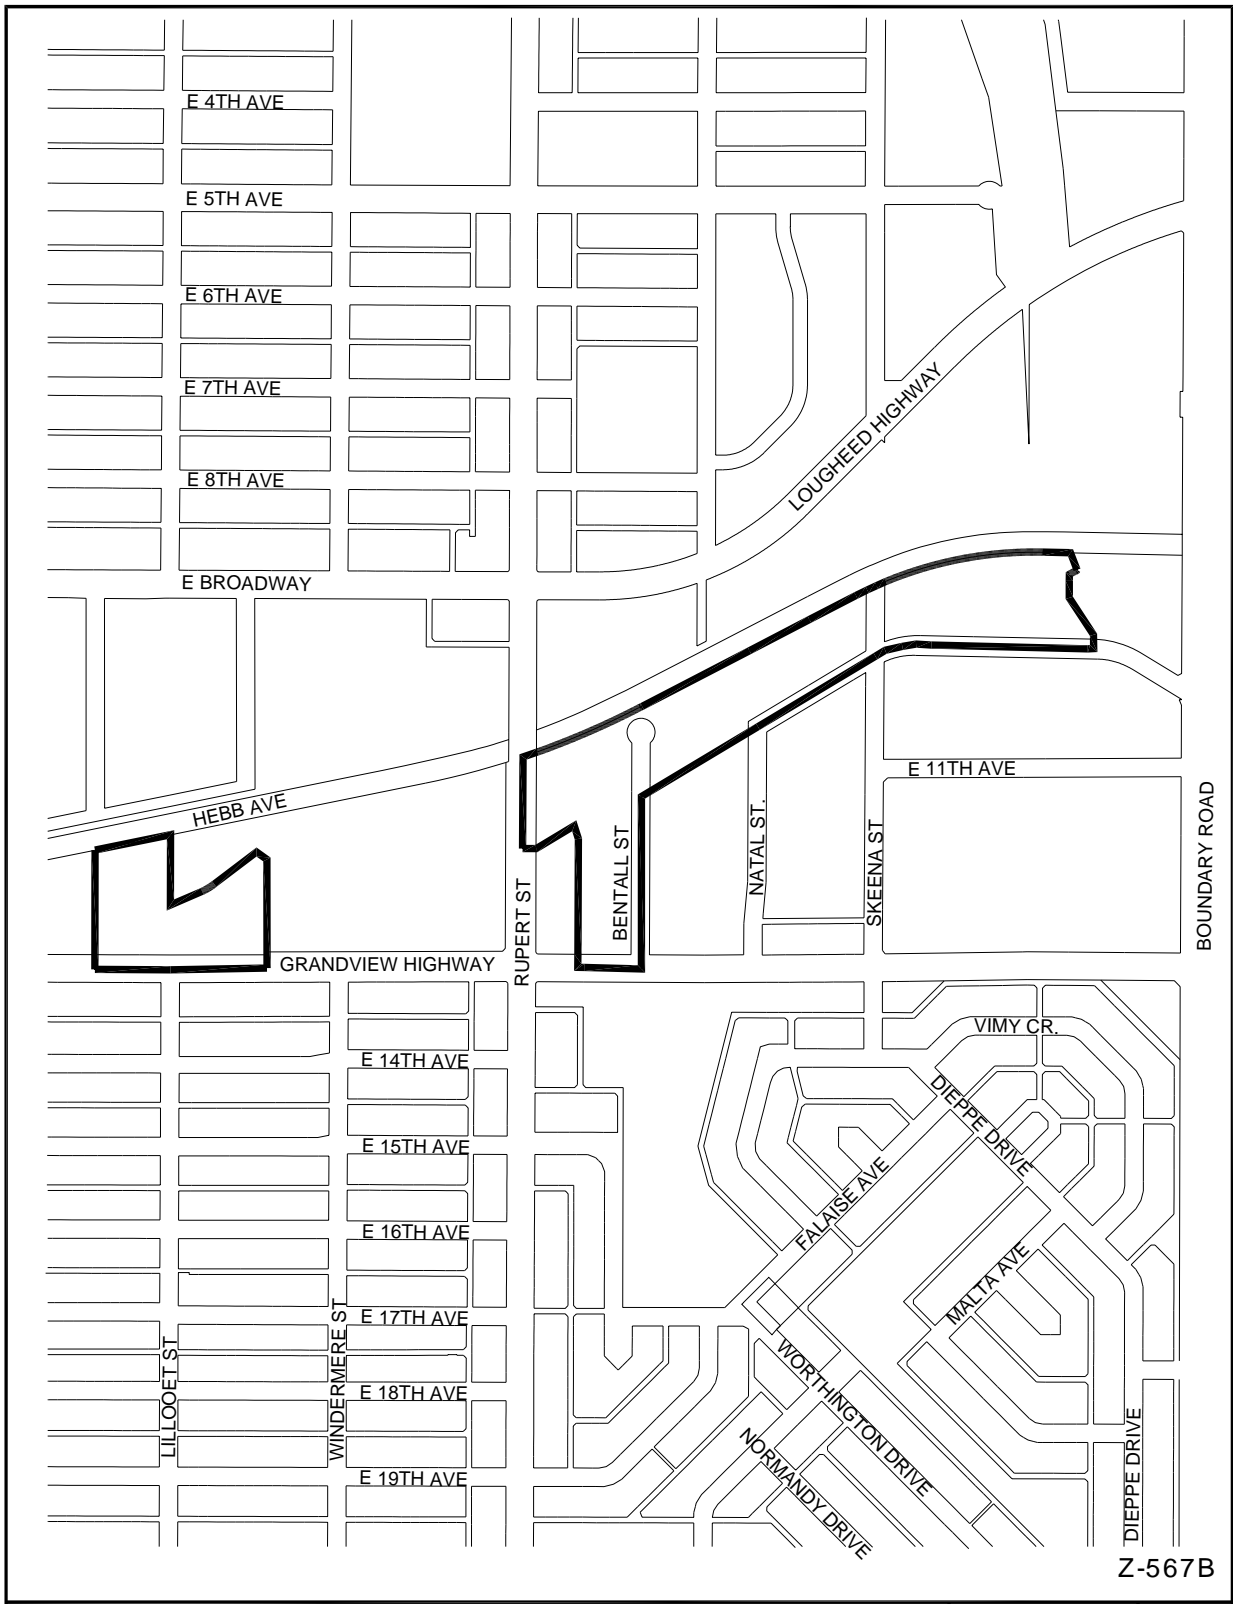 E 4TH AVE
E 5TH AVE
E 6TH AVE
E 7TH AVE
LOUGHEED HIGHWAY
E 8TH AVE
E BROADWAY
E 11TH AVE
HEBB AVE
NATAL ST.
SKEENA ST
BOUNDARY ROAD
BENTALL ST
RUPERT ST
GRANDVIEW HIGHWAY
VIMY CR.
E 14TH AVE
DIEPPE DRIVE
E 15TH AVE
FALAISE AVE
E 16TH AVE
MALTA AVE
E 17TH AVE
LILLOOET ST
WINDERMERE ST
WORTHINGTON DRIVE
E 18TH AVE
NORMANDY DRIVE
DIEPPE DRIVE
E 19TH AVE
Z-567B